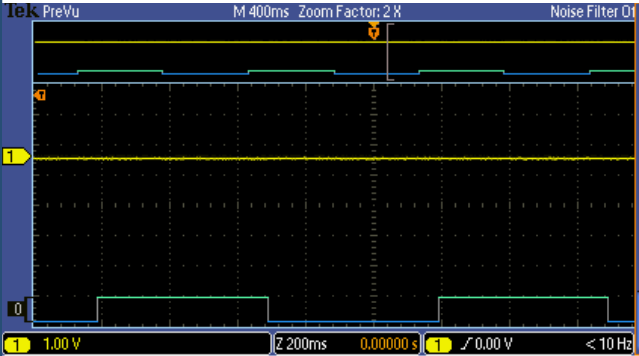 Tek PreVu M 400ms Zoom Factor: 2 X Noise Filter Of
T
T
1
0
1 1.00 V Z 200ms 0.00000 s 1 0.00 V < 10 Hz